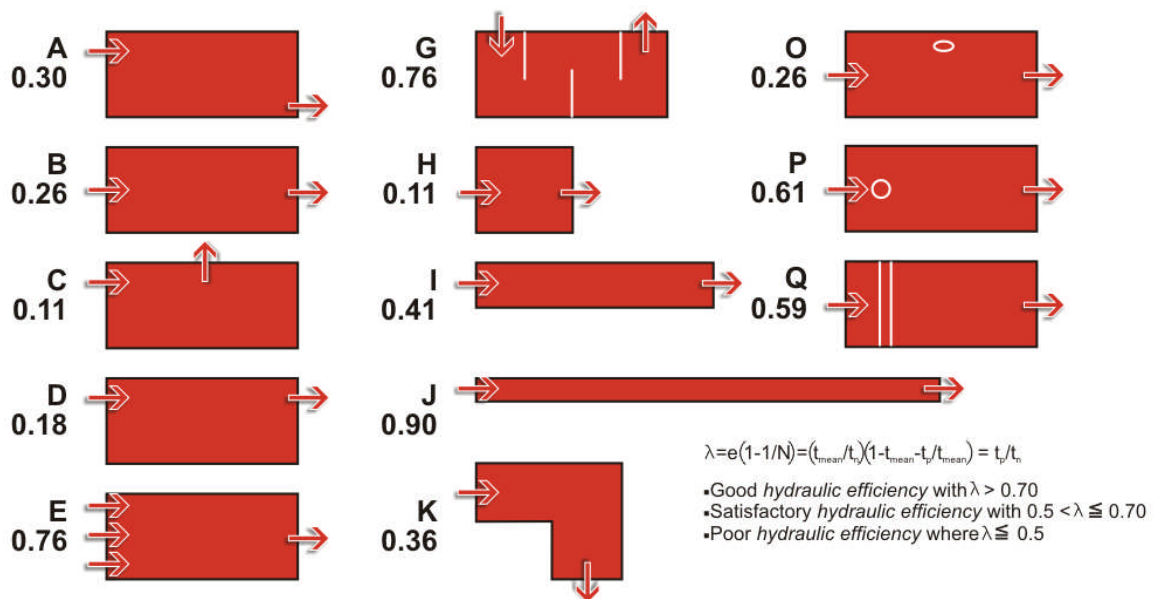 A
0.30
B
0.26
C
0.11
D
0.18
E
0.76
G
0.76
H
0.11
I
0.41
J
0.90
K
0.36
O
0.26
P
0.61
Q
0.59
λ=e(1-1/N)=(tmean/tn)(1-tmean-tp/tmean) = tp/tn
▪Good hydraulic efficiency with λ > 0.70
▪Satisfactory hydraulic efficiency with 0.5 < λ ≦ 0.70
▪Poor hydraulic efficiency where λ ≦ 0.5